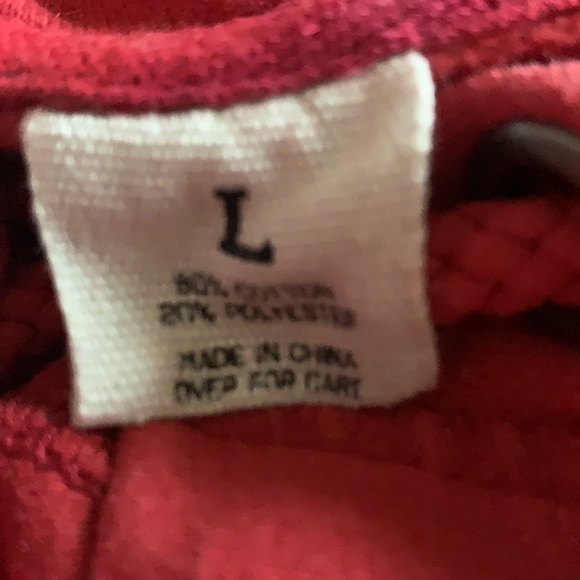 L
80% COTTON
20% POLYESTER
MADE IN CHINA
OVER FOR CARE